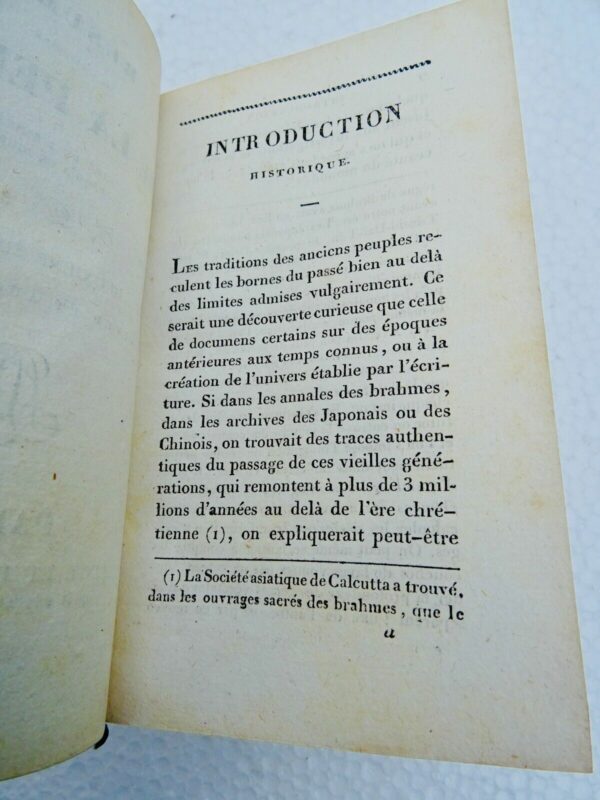 INTRODUCTION
HISTORIQUE.
LES traditions des anciens peuples re-
culent les bornes du passé bien au delà
des limites admises vulgairement. Ce
serait une découverte curieuse que celle
de documens certains sur des époques
antérieures aux temps connus, ou à la
création de l'univers établie par l'écri-
ture. Si dans les annales des brahmes,
dans les archives des Japonais ou des
Chinois, on trouvait des traces authen-
tiques du passage de ces vieilles géné-
rations, qui remontent à plus de 3 mil-
lions d'années au delà de l'ère chré-
tienne (1), on expliquerait peut-être
(1) La Société asiatique de Calcutta a trouvé,
dans les ouvrages sacrés des brahmes, que le
a